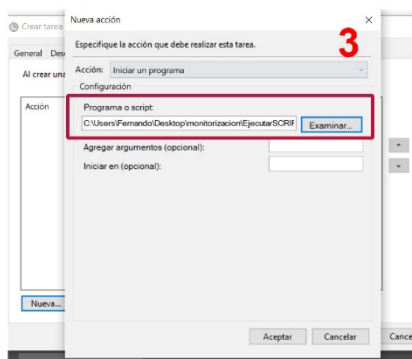 Nueva acción
Crear tarea
3
Especifique la acción que debe realizar esta tarea.
General
Acción: Iniciar un programa
Al crear una
Configuración
Acción
Programa o script:
C:\Users\Fernando\Desktop\monitorizacion\EjecutarSCRIF
Examinar...
Agregar argumentos (opcional):
Iniciar en (opcional):
Nueva...
Aceptar
Cancelar